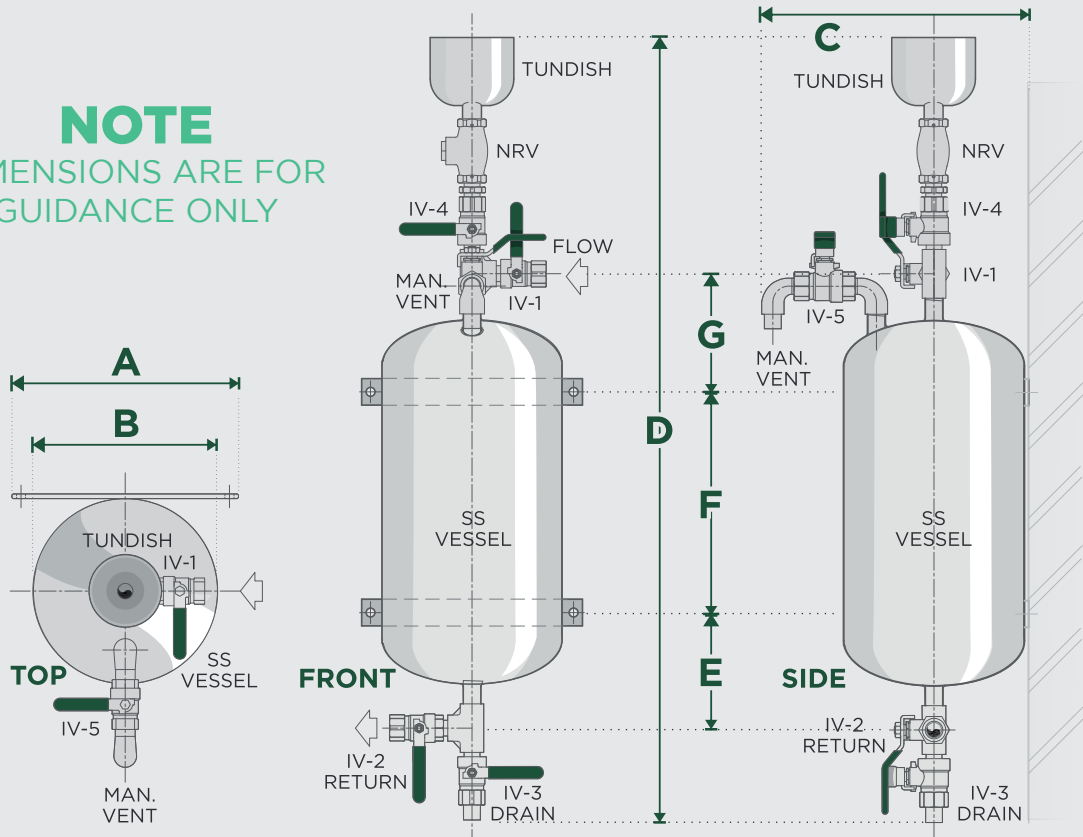 NOTE
MENSIONS ARE FOR
GUIDANCE ONLY
A
B
TUNDISH
IV-1
SS
VESSEL
TOP
IV-5
MAN.
VENT
TUNDISH
NRV
IV-4
FLOW
MAN.
VENT
IV-1
SS
VESSEL
FRONT
IV-2
RETURN
IV-3
DRAIN
D
G
F
E
C
TUNDISH
NRV
IV-4
IV-1
IV-5
MAN.
VENT
SS
VESSEL
SIDE
IV-2
RETURN
IV-3
DRAIN